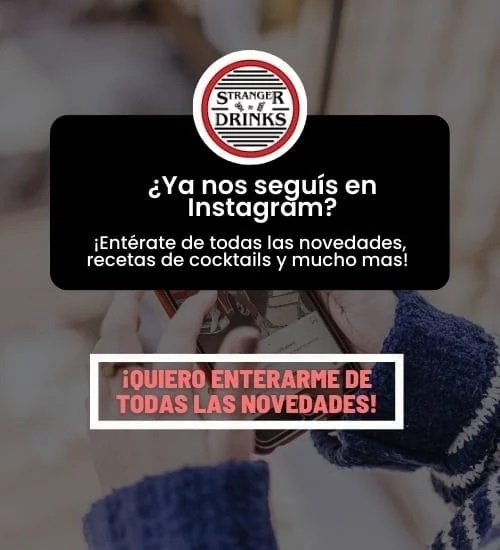 STRANGER
DRINKS
¿Ya nos seguís en
Instagram?
¡Entérate de todas las novedades,
recetas de cocktails y mucho mas!
¡QUIERO ENTERARME DE
TODAS LAS NOVEDADES!